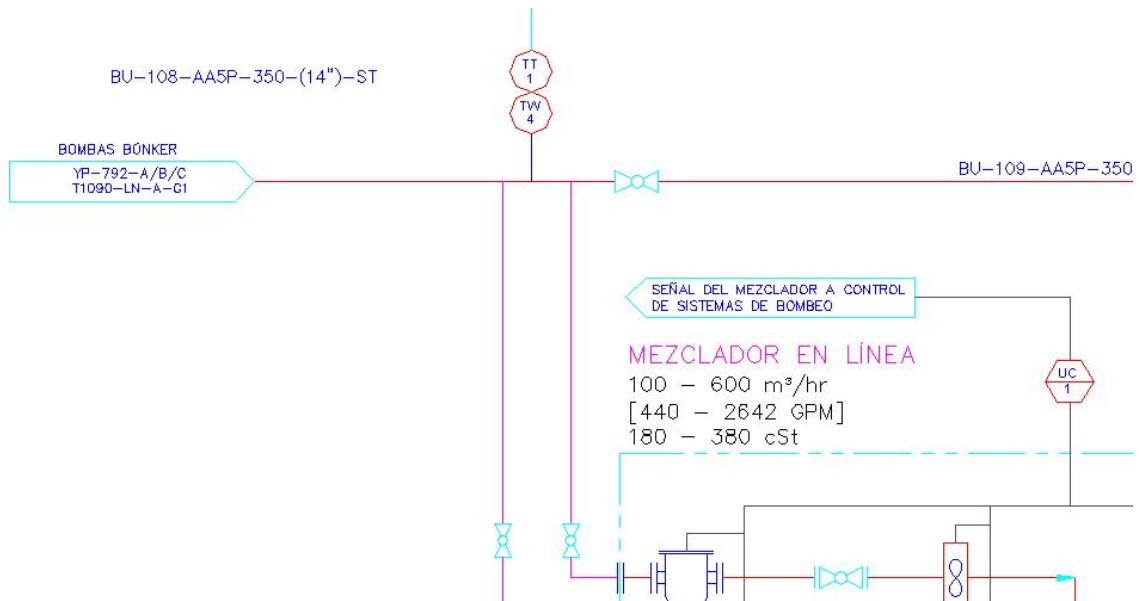 BU-108-AA5P-350-(14")-ST
TT
1
TW
4
BOMBAS BÚNKER
YP-792-A/B/C
T1090-LN-A-G1
BU-109-AA5P-350
SEÑAL DEL MEZCLADOR A CONTROL
DE SISTEMAS DE BOMBEO
MEZCLADOR EN LÍNEA
100 - 600 m³/hr
[440 - 2642 GPM]
180 - 380 cSt
UC
1